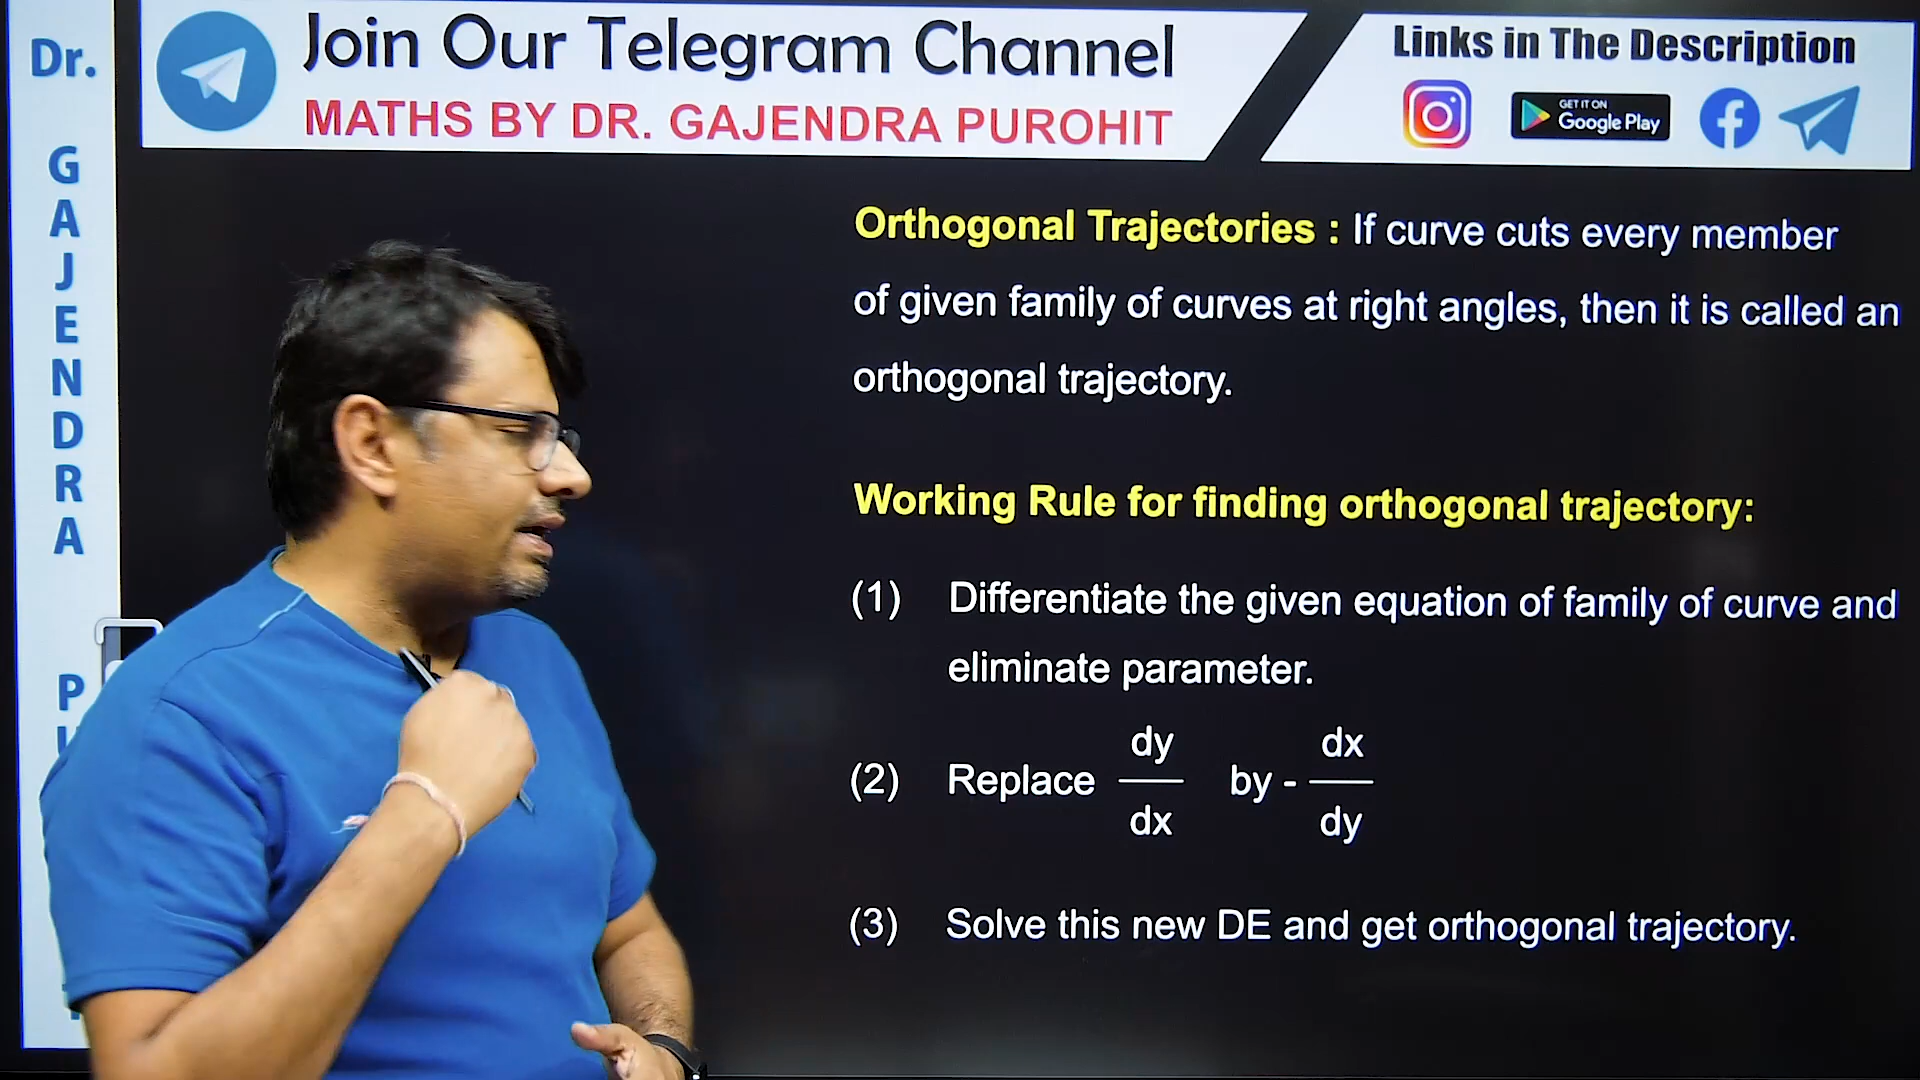 Dr.
GAJENDRA
P
Join Our Telegram Channel
MATHS BY DR. GAJENDRA PUROHIT
Links in The Description
GET IT ON
Google Play
Orthogonal Trajectories : If curve cuts every member
of given family of curves at right angles, then it is called an
orthogonal trajectory.
Working Rule for finding orthogonal trajectory:
(1) Differentiate the given equation of family of curve and
eliminate parameter.
(2) Replace dy/dx by - dx/dy
(3) Solve this new DE and get orthogonal trajectory.